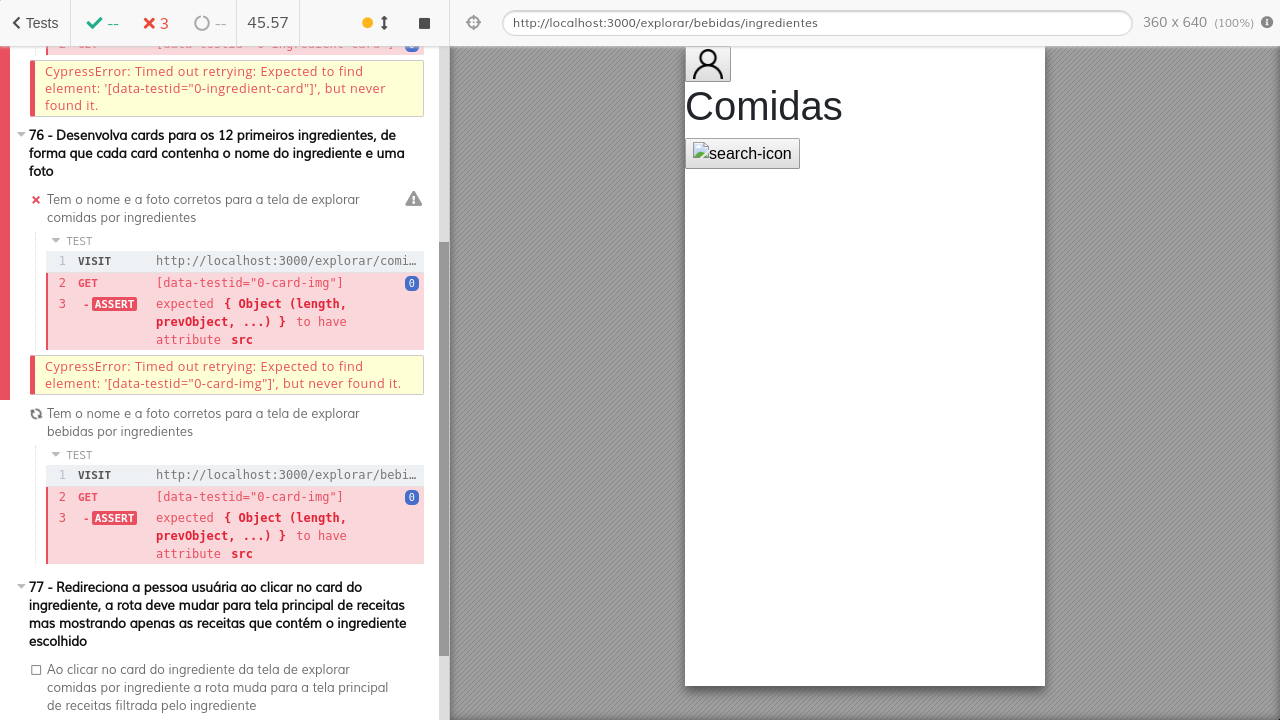 Tests
--
3
--
45.57
http://localhost:3000/explorar/bebidas/ingredientes
360 x 640 (100%)
2 GET [data-testid="0-ingredient-card"] 0
CypressError: Timed out retrying: Expected to find
element: '[data-testid="0-ingredient-card"]', but never
found it.
76 - Desenvolva cards para os 12 primeiros ingredientes, de
forma que cada card contenha o nome do ingrediente e uma
foto
Tem o nome e a foto corretos para a tela de explorar
comidas por ingredientes
TEST
1 VISIT http://localhost:3000/explorar/comi…
2 GET [data-testid="0-card-img"] 0
3 -ASSERT expected { Object (length,
prevObject, ...) } to have
attribute src
CypressError: Timed out retrying: Expected to find
element: '[data-testid="0-card-img"]', but never found it.
Tem o nome e a foto corretos para a tela de explorar
bebidas por ingredientes
TEST
1 VISIT http://localhost:3000/explorar/bebi…
2 GET [data-testid="0-card-img"] 0
3 -ASSERT expected { Object (length,
prevObject, ...) } to have
attribute src
77 - Redireciona a pessoa usuária ao clicar no card do
ingrediente, a rota deve mudar para tela principal de receitas
mas mostrando apenas as receitas que contém o ingrediente
escolhido
Ao clicar no card do ingrediente da tela de explorar
comidas por ingrediente a rota muda para a tela principal
de receitas filtrada pelo ingrediente
Comidas
search-icon